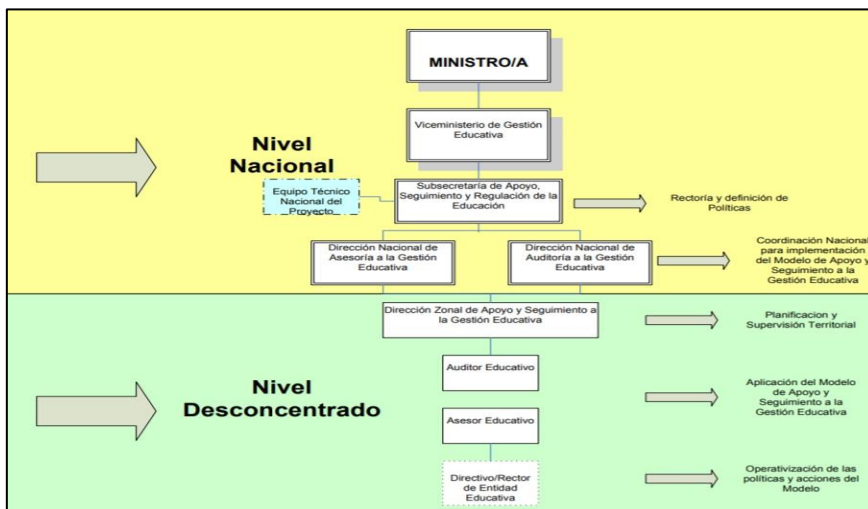 MINISTRO/A
Viceministerio de Gestión
Educativa
Nivel
Nacional
Equipo Técnico
Nacional del
Proyecto
Subsecretaría de Apoyo,
Seguimiento y Regulación de la
Educación
Rectoría y definición de
Políticas
Dirección Nacional de
Asesoría a la Gestión
Educativa
Dirección Nacional de
Auditoría a la Gestión
Educativa
Coordinación Nacional
para implementación
del Modelo de Apoyo y
Seguimiento a la
Gestión Educativa
Dirección Zonal de Apoyo y Seguimiento a
la Gestión Educativa
Planificacion y
Supervisión Territorial
Nivel
Desconcentrado
Auditor Educativo
Asesor Educativo
Aplicación del Modelo
de Apoyo y
Seguimiento a la
Gestión Educativa
Directivo/Rector
de Entidad
Educativa
Operativización de las
políticas y acciones del
Modelo